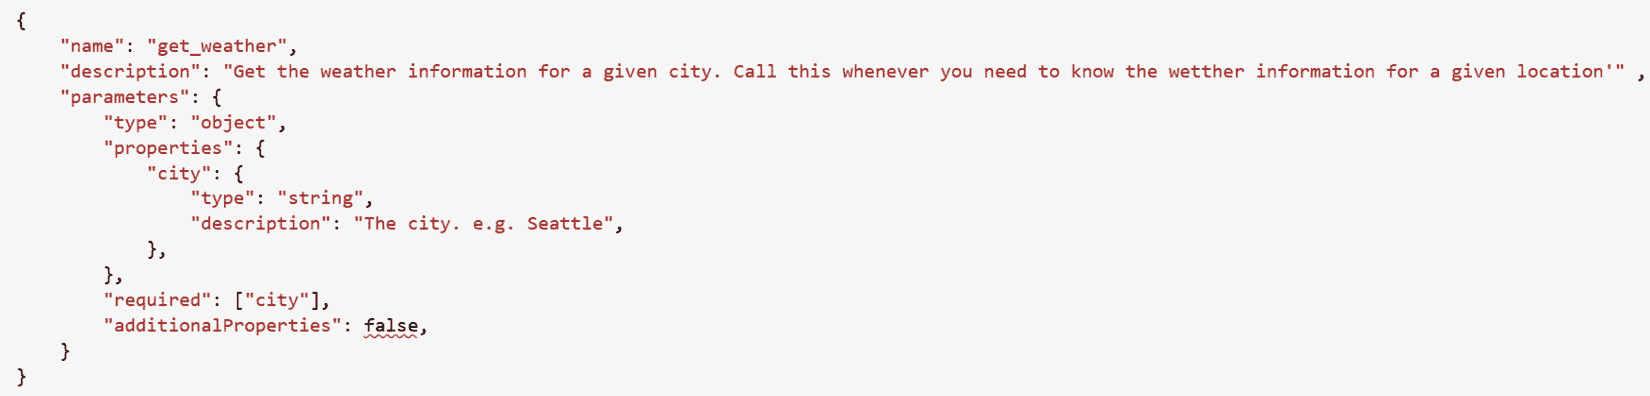 {
    "name": "get_weather",
    "description": "Get the weather information for a given city. Call this whenever you need to know the wetther information for a given location'" ,
    "parameters": {
        "type": "object",
        "properties": {
            "city": {
                "type": "string",
                "description": "The city. e.g. Seattle",
            },
        },
        "required": ["city"],
        "additionalProperties": false,
    }
}